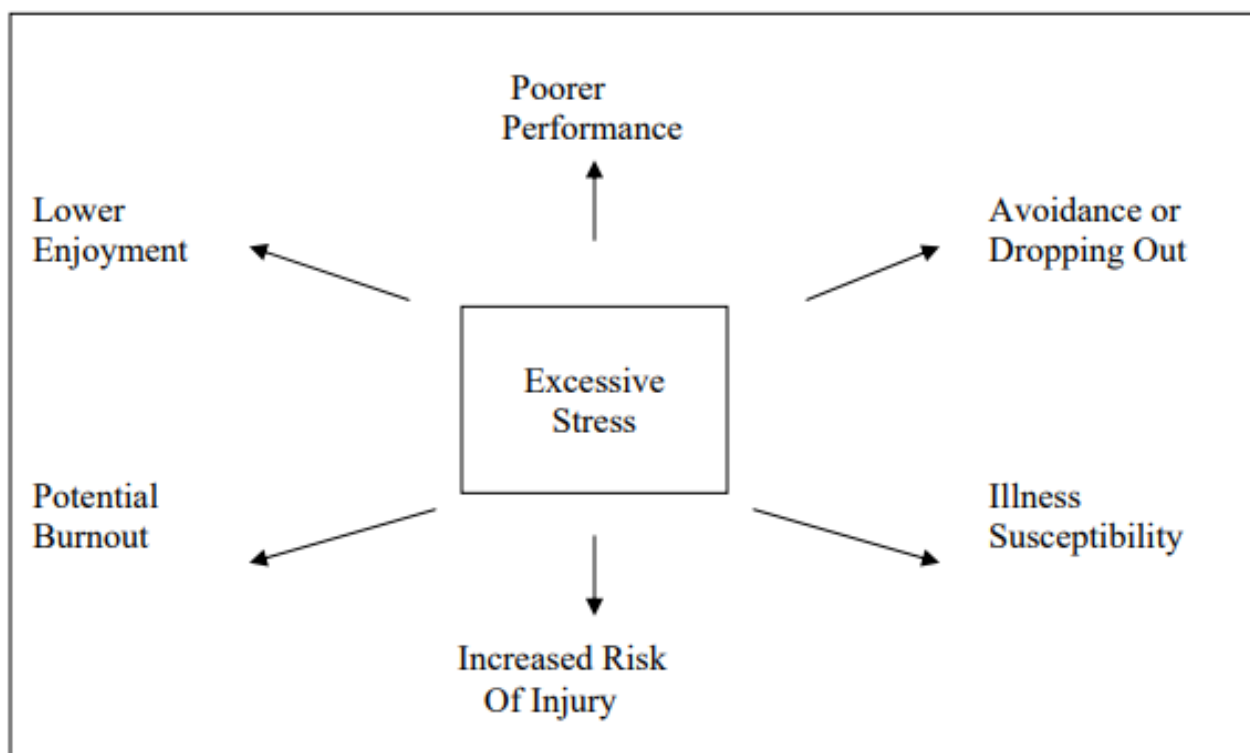 Poorer
Performance
Lower
Enjoyment
Avoidance or
Dropping Out
Excessive
Stress
Potential
Burnout
Illness
Susceptibility
Increased Risk
Of Injury